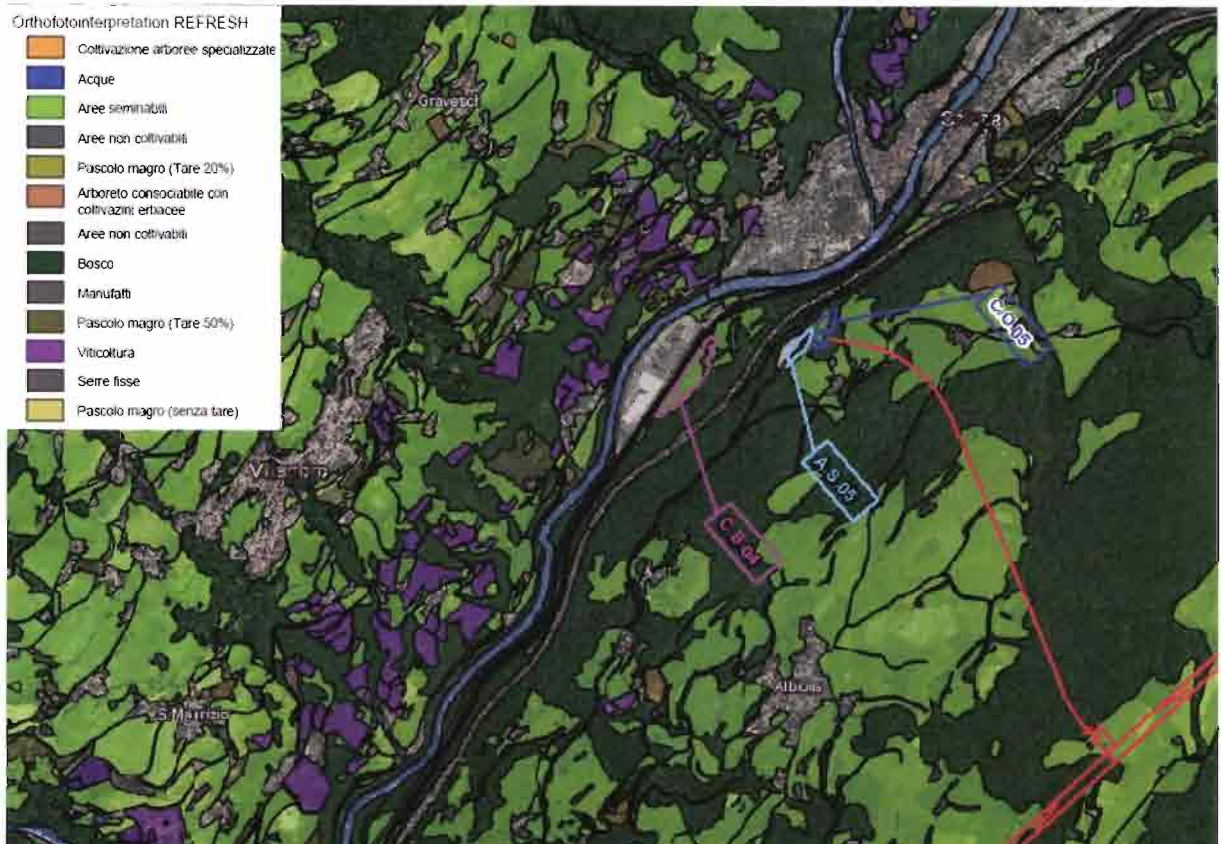 Orthofotointerpretation REFRESH
Coltivazione arboree specializzate
Acque
Aree seminabili
Aree non coltivabili
Pascolo magro (Tare 20%)
Arboreto consociabile con
coltivazini erbacee
Aree non coltivabili
Bosco
Manufatti
Pascolo magro (Tare 50%)
Viticoltura
Serre fisse
Pascolo magro (senza tare)
Gravetsch
C.O.05
A.S.05
C.B.04
S.Maurizio
Albions